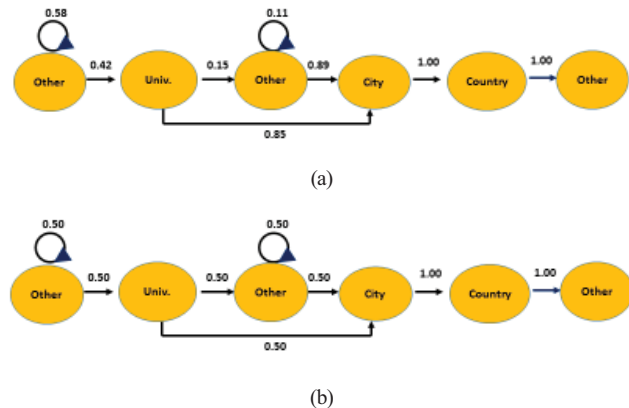 0.58 0.11
Other 0.42 Univ. 0.15 Other 0.89 City 1.00 Country 1.00 Other
0.85
(a)
0.50 0.50
Other 0.50 Univ. 0.50 Other 0.50 City 1.00 Country 1.00 Other
0.50
(b)